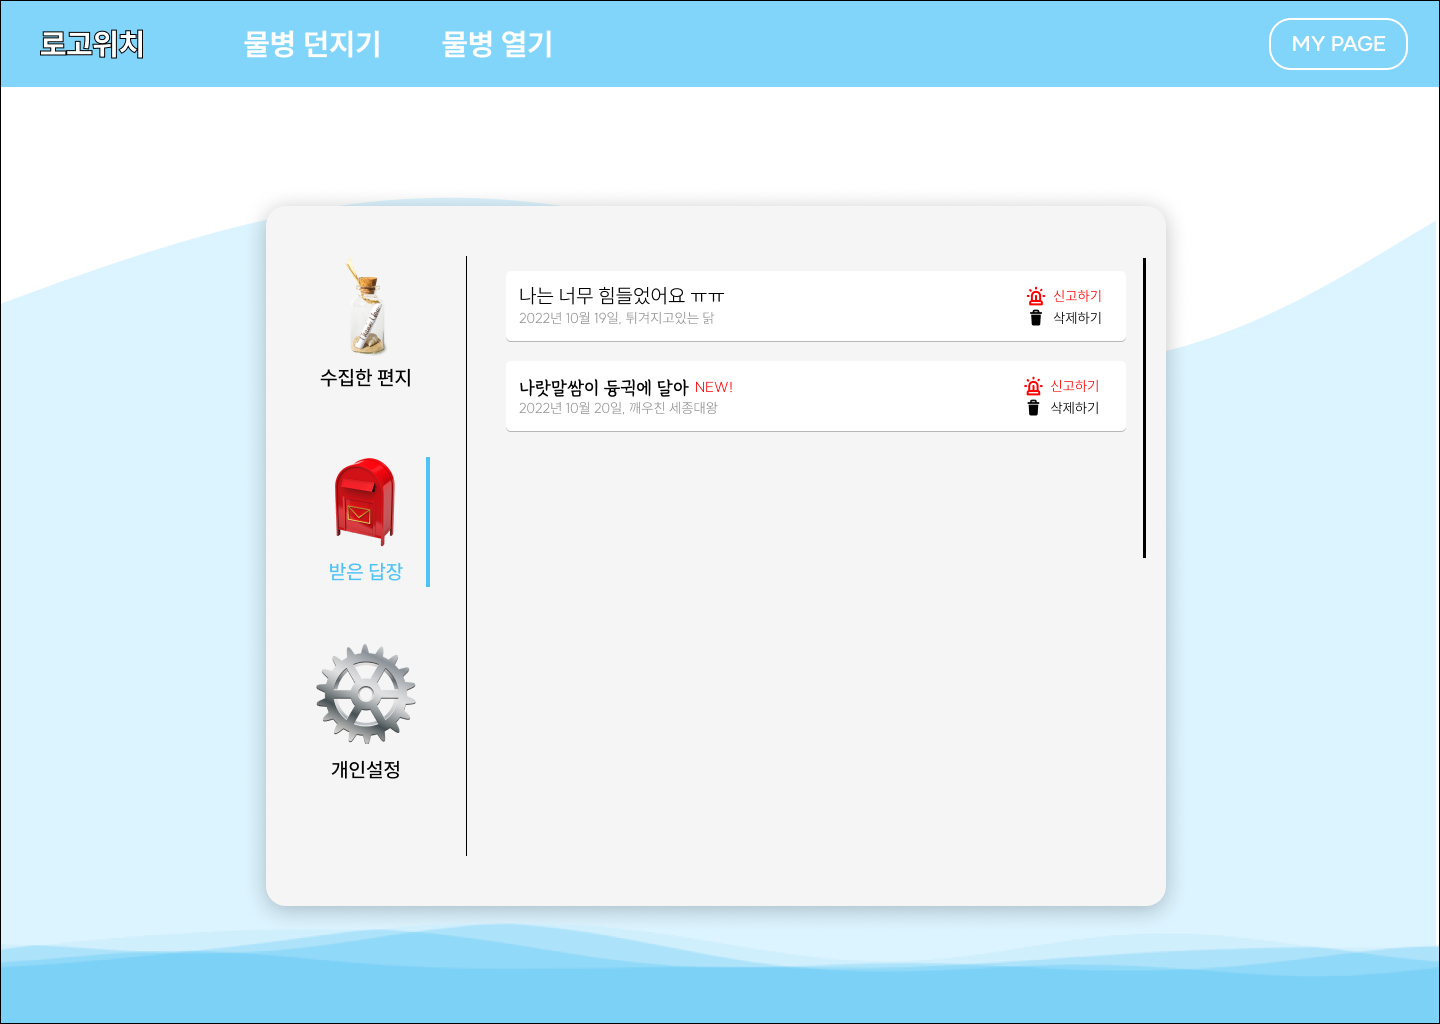 로고위치 물병 던지기 물병 열기 MY PAGE
수집한 편지
받은 답장
개인설정
나는 너무 힘들었어요 ㅠㅠ 신고하기
2022년 10월 19일, 튀겨지고있는 닭 삭제하기
나랏말쌈이 듕귁에 달아 NEW! 신고하기
2022년 10월 20일, 깨우친 세종대왕 삭제하기